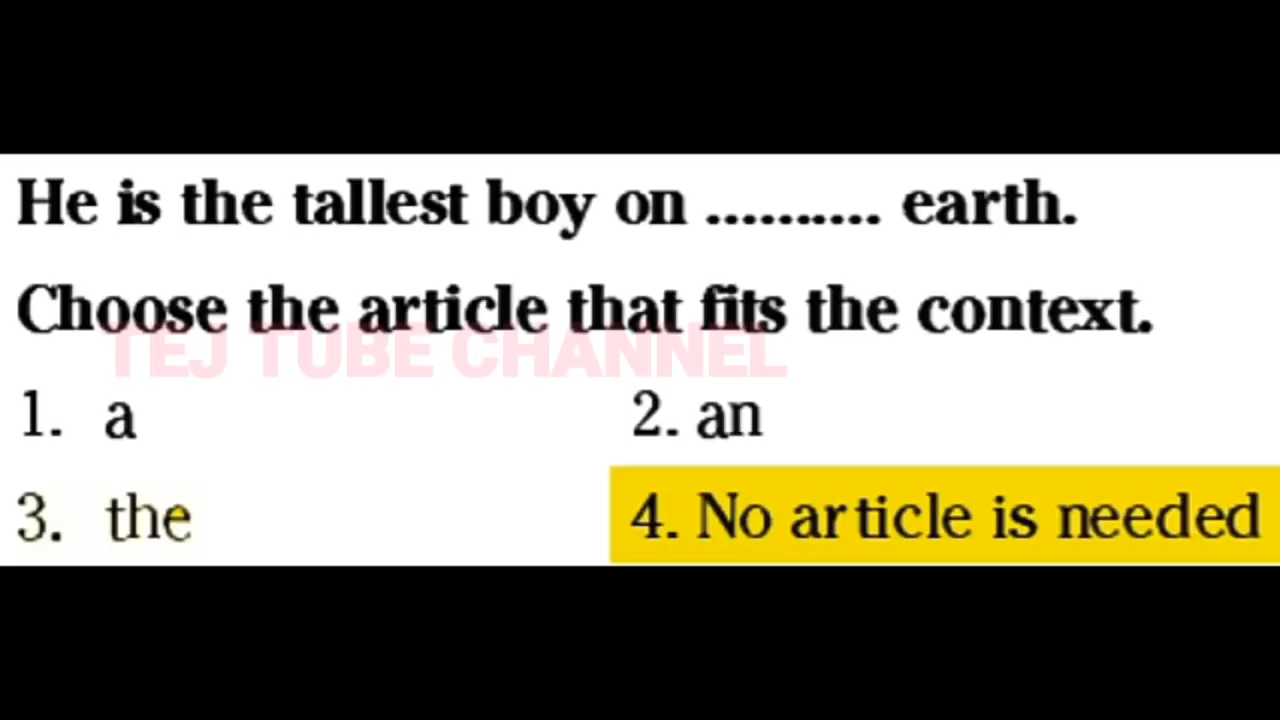 He is the tallest boy on .......... earth.
Choose the article that fits the context.
TEJ TUBE CHANNEL
1. a 2. an
3. the 4. No article is needed